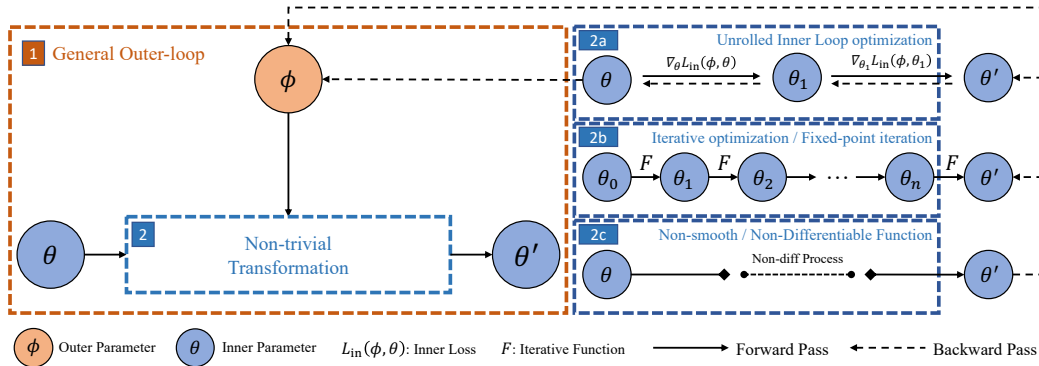 1 General Outer-loop
ϕ
θ
2
Non-trivial
Transformation
θ′
2a Unrolled Inner Loop optimization
θ ∇θLin(ϕ, θ) θ1 ∇θ1Lin(ϕ, θ1) θ′
2b Iterative optimization / Fixed-point iteration
θ0 F θ1 F θ2 ⋯ θn F θ′
2c Non-smooth / Non-Differentiable Function
θ Non-diff Process θ′
ϕ Outer Parameter θ Inner Parameter Lin(ϕ, θ): Inner Loss F: Iterative Function Forward Pass Backward Pass